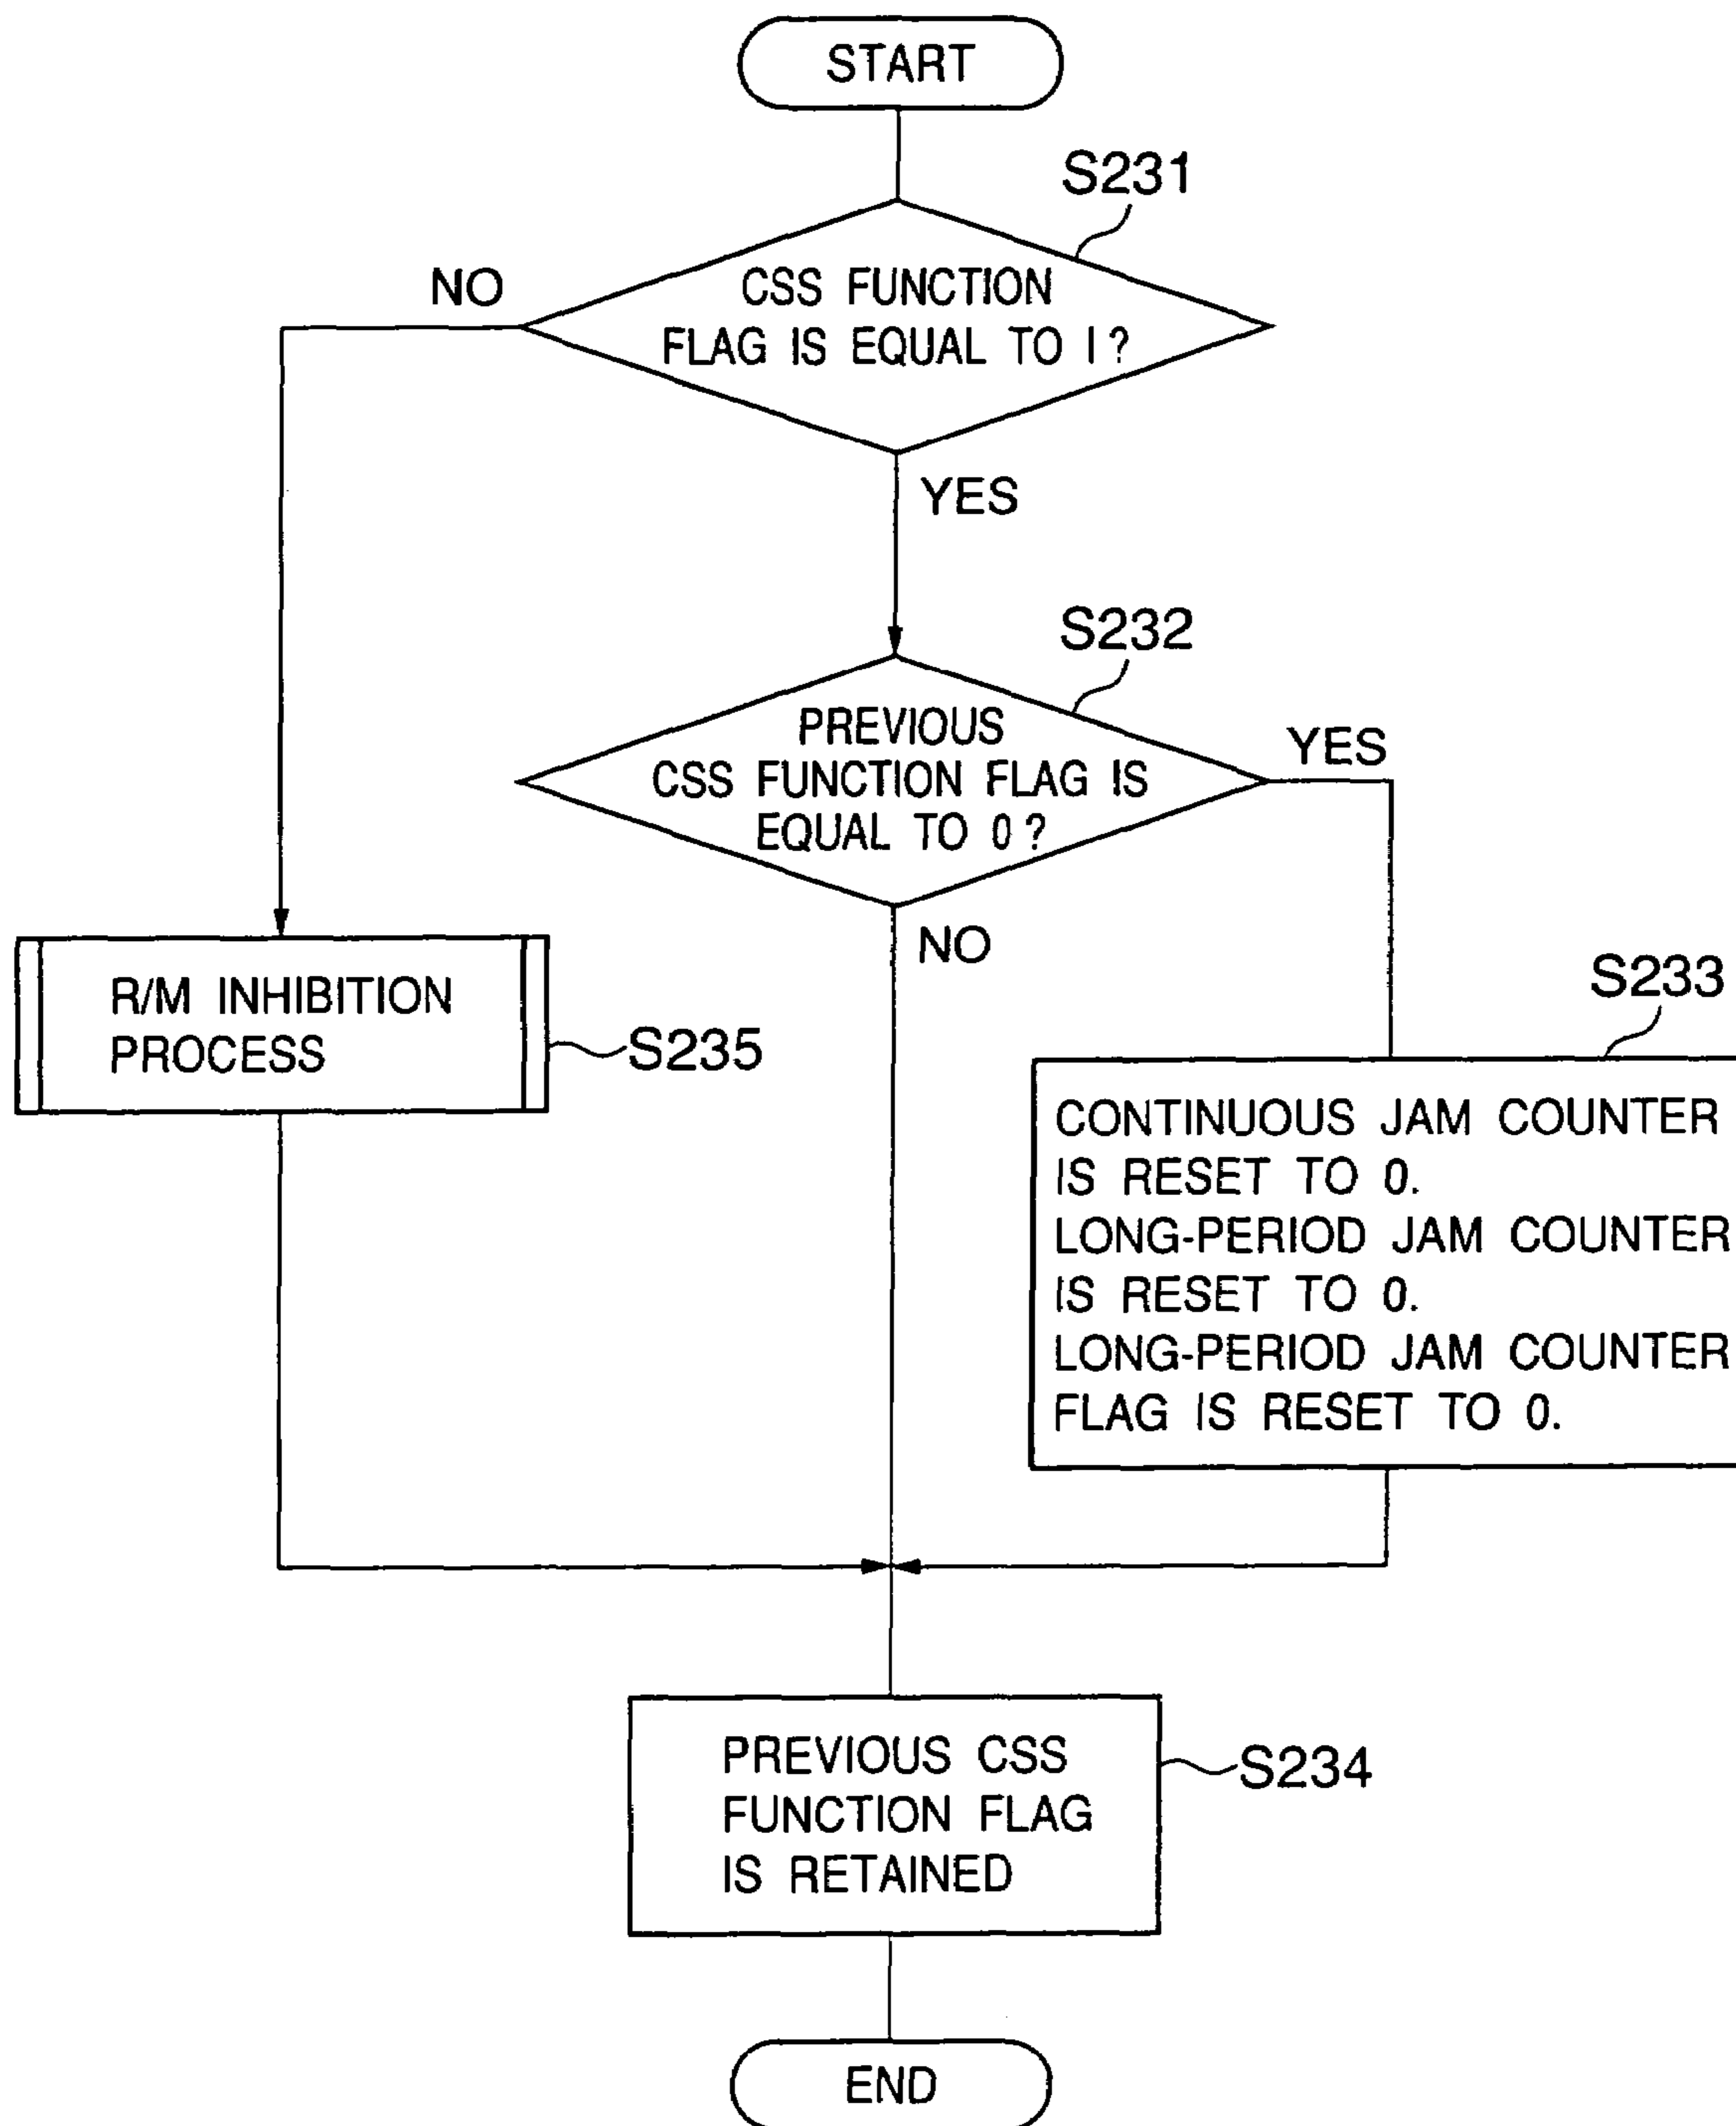 START
S231
NO
CSS FUNCTION
FLAG IS EQUAL TO 1?
YES
S232
PREVIOUS
CSS FUNCTION FLAG IS
EQUAL TO 0?
YES
NO
R/M INHIBITION
PROCESS
S235
S233
CONTINUOUS JAM COUNTER
IS RESET TO 0.
LONG-PERIOD JAM COUNTER
IS RESET TO 0.
LONG-PERIOD JAM COUNTER
FLAG IS RESET TO 0.
PREVIOUS CSS
FUNCTION FLAG
IS RETAINED
S234
END